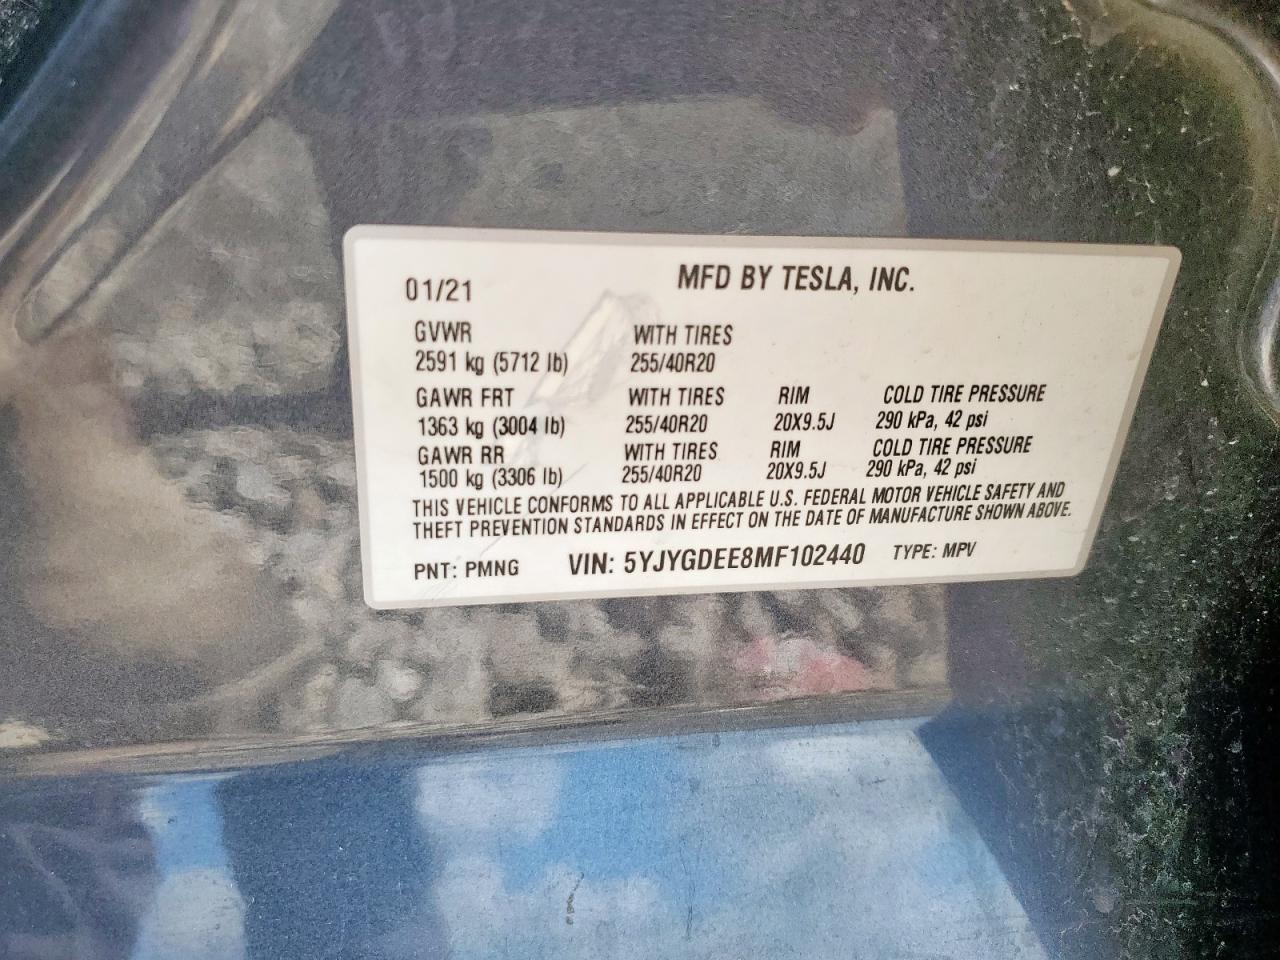 01/21 MFD BY TESLA, INC.
GVWR WITH TIRES
2591 kg (5712 lb) 255/40R20
GAWR FRT WITH TIRES RIM COLD TIRE PRESSURE
1363 kg (3004 lb) 255/40R20 20X9.5J 290 kPa, 42 psi
GAWR RR WITH TIRES RIM COLD TIRE PRESSURE
1500 kg (3306 lb) 255/40R20 20X9.5J 290 kPa, 42 psi
THIS VEHICLE CONFORMS TO ALL APPLICABLE U.S. FEDERAL MOTOR VEHICLE SAFETY AND
THEFT PREVENTION STANDARDS IN EFFECT ON THE DATE OF MANUFACTURE SHOWN ABOVE.
PNT: PMNG VIN: 5YJYGDEE8MF102440 TYPE: MPV